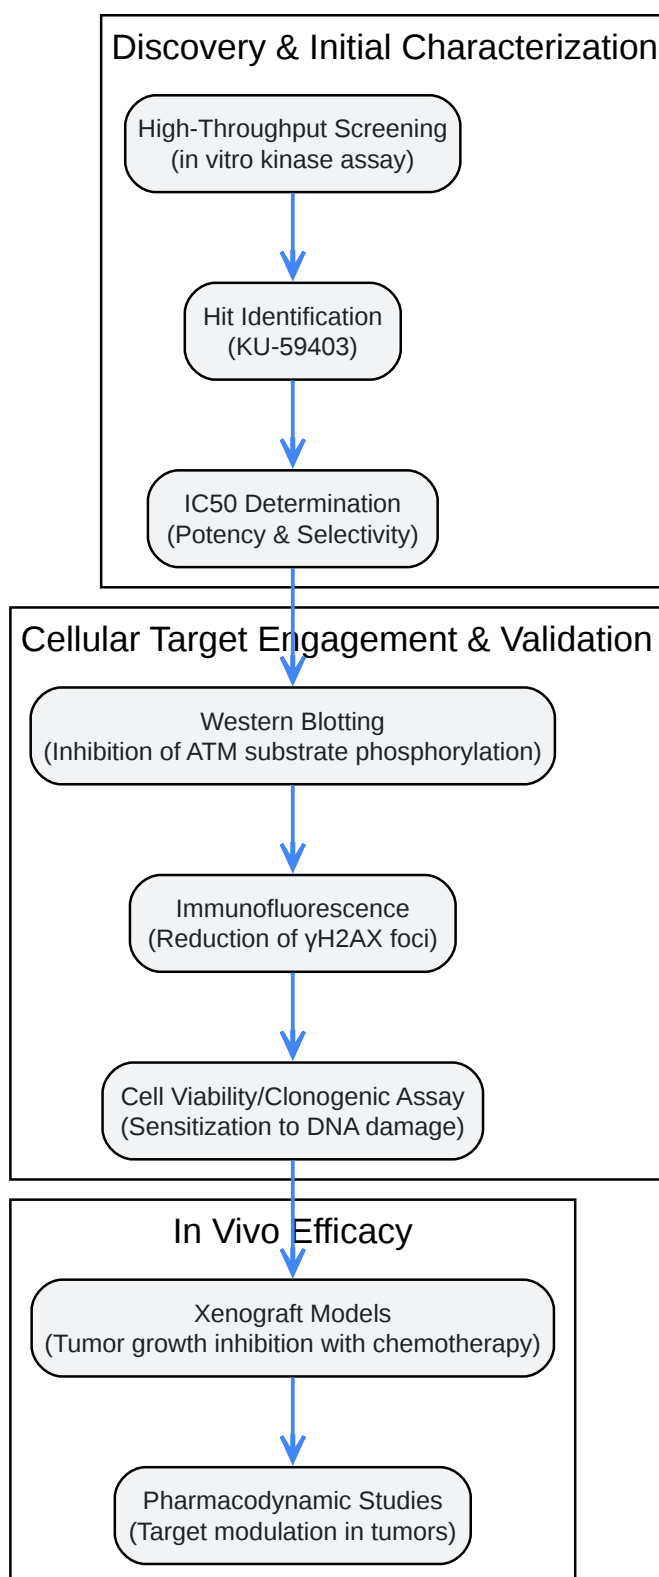 Discovery & Initial Characterization
High-Throughput Screening
(in vitro kinase assay)
Hit Identification
(KU-59403)
IC50 Determination
(Potency & Selectivity)
Cellular Target Engagement & Validation
Western Blotting
(Inhibition of ATM substrate phosphorylation)
Immunofluorescence
(Reduction of γH2AX foci)
Cell Viability/Clonogenic Assay
(Sensitization to DNA damage)
In Vivo Efficacy
Xenograft Models
(Tumor growth inhibition with chemotherapy)
Pharmacodynamic Studies
(Target modulation in tumors)